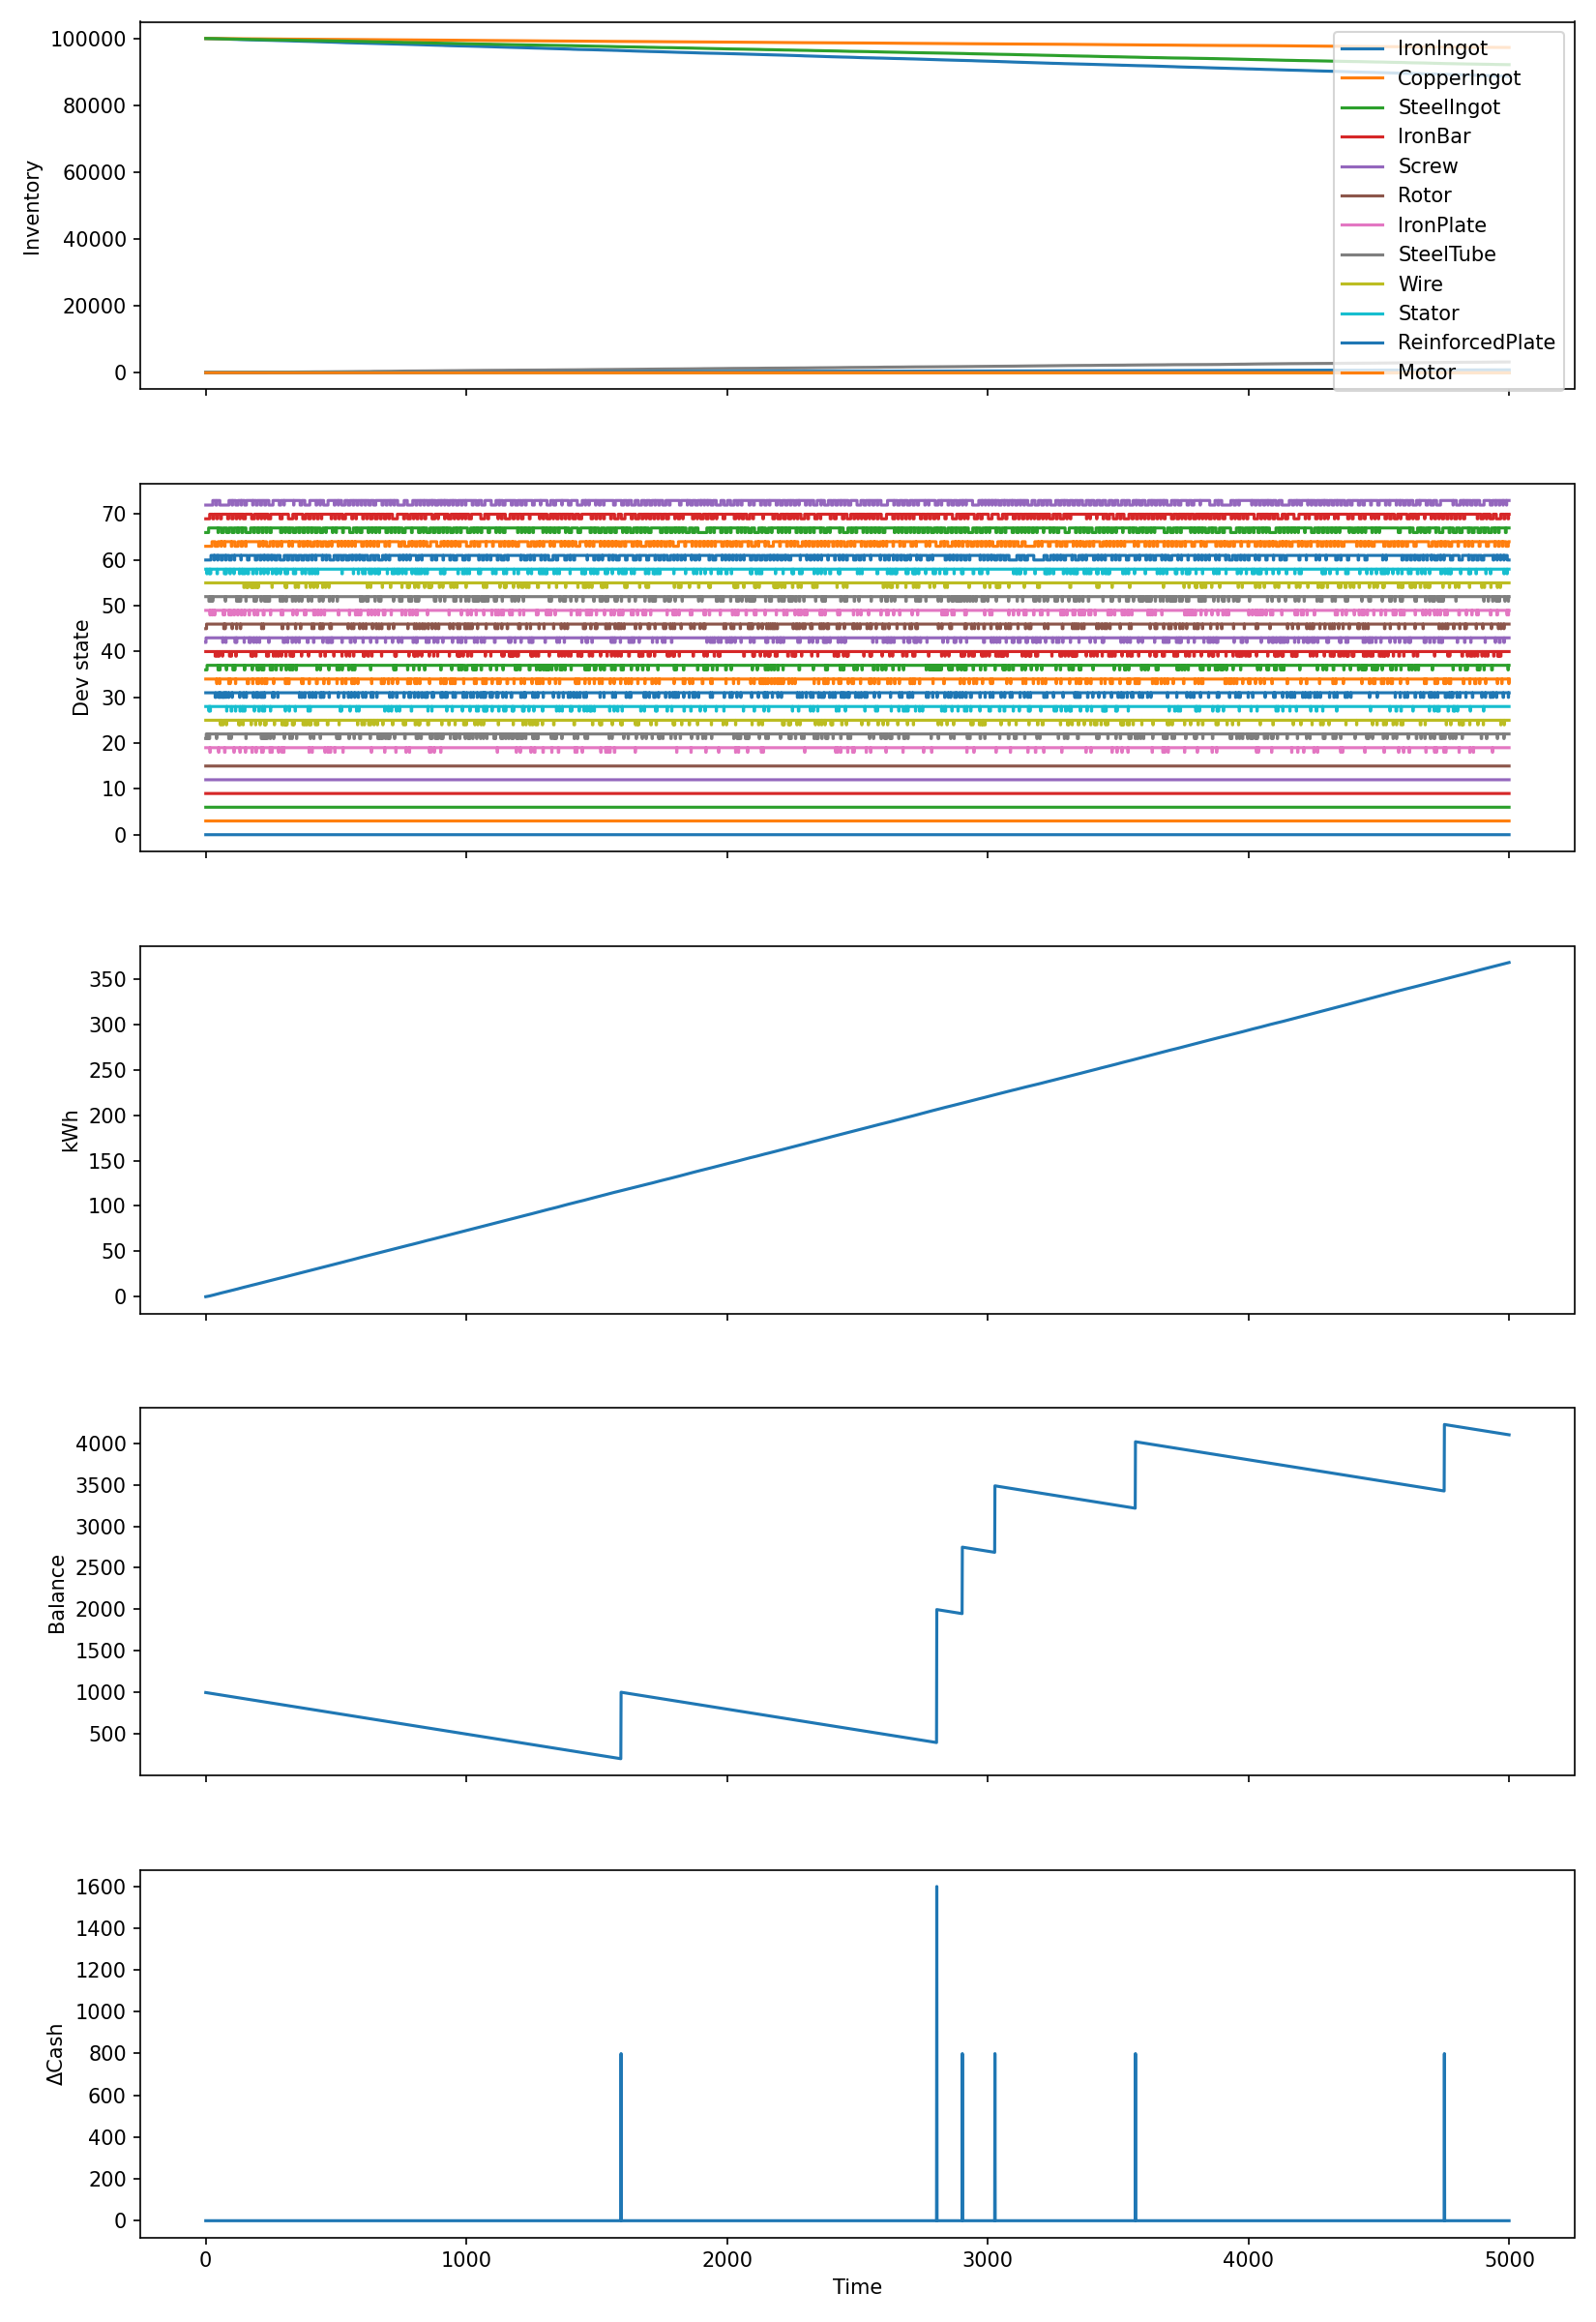 Inventory
100000
80000
60000
40000
20000
0
IronIngot
CopperIngot
SteelIngot
IronBar
Screw
Rotor
IronPlate
SteelTube
Wire
Stator
ReinforcedPlate
Motor
Dev state
70
60
50
40
30
20
10
0
kWh
350
300
250
200
150
100
50
0
Balance
4000
3500
3000
2500
2000
1500
1000
500
ΔCash
1600
1400
1200
1000
800
600
400
200
0
0 1000 2000 3000 4000 5000
Time